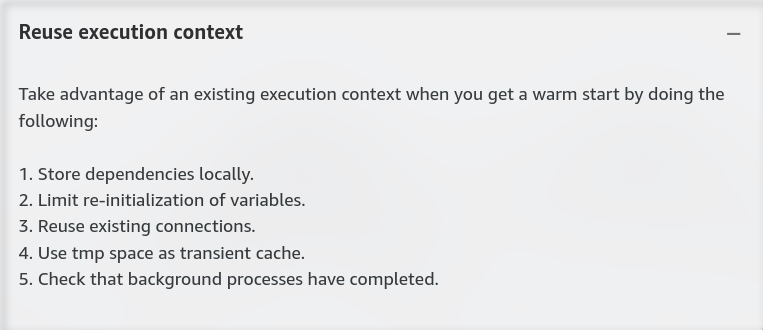 Reuse execution context
Take advantage of an existing execution context when you get a warm start by doing the
following:
1. Store dependencies locally.
2. Limit re-initialization of variables.
3. Reuse existing connections.
4. Use tmp space as transient cache.
5. Check that background processes have completed.